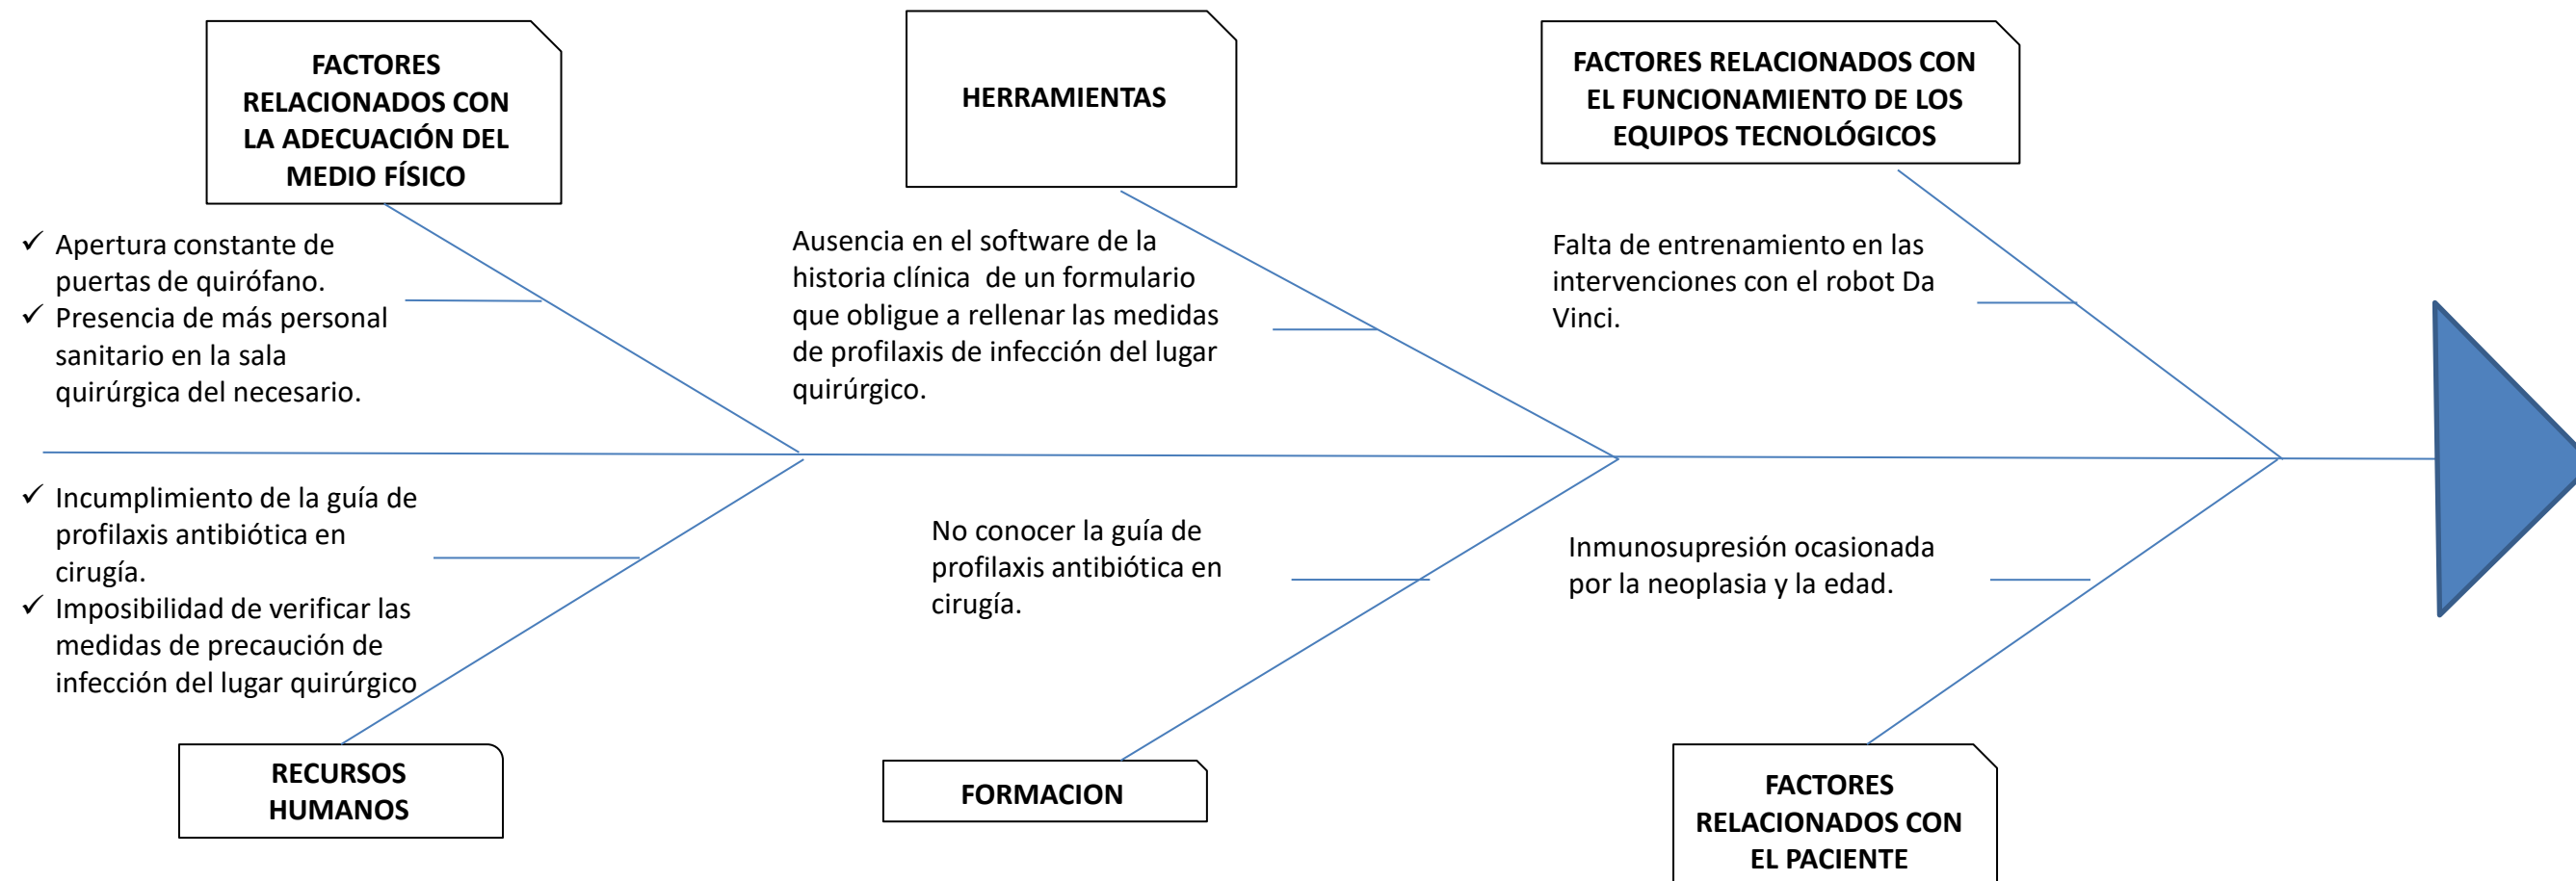 FACTORES
RELACIONADOS CON
LA ADECUACIÓN DEL
MEDIO FÍSICO
HERRAMIENTAS
FACTORES RELACIONADOS CON
EL FUNCIONAMIENTO DE LOS
EQUIPOS TECNOLÓGICOS
✓ Apertura constante de
puertas de quirófano.
✓ Presencia de más personal
sanitario en la sala
quirúrgica del necesario.
Ausencia en el software de la
historia clínica de un formulario
que obligue a rellenar las medidas
de profilaxis de infección del lugar
quirúrgico.
Falta de entrenamiento en las
intervenciones con el robot Da
Vinci.
✓ Incumplimiento de la guía de
profilaxis antibiótica en
cirugía.
✓ Imposibilidad de verificar las
medidas de precaución de
infección del lugar quirúrgico
No conocer la guía de
profilaxis antibiótica en
cirugía.
Inmunosupresión ocasionada
por la neoplasia y la edad.
RECURSOS
HUMANOS
FORMACION
FACTORES
RELACIONADOS CON
EL PACIENTE